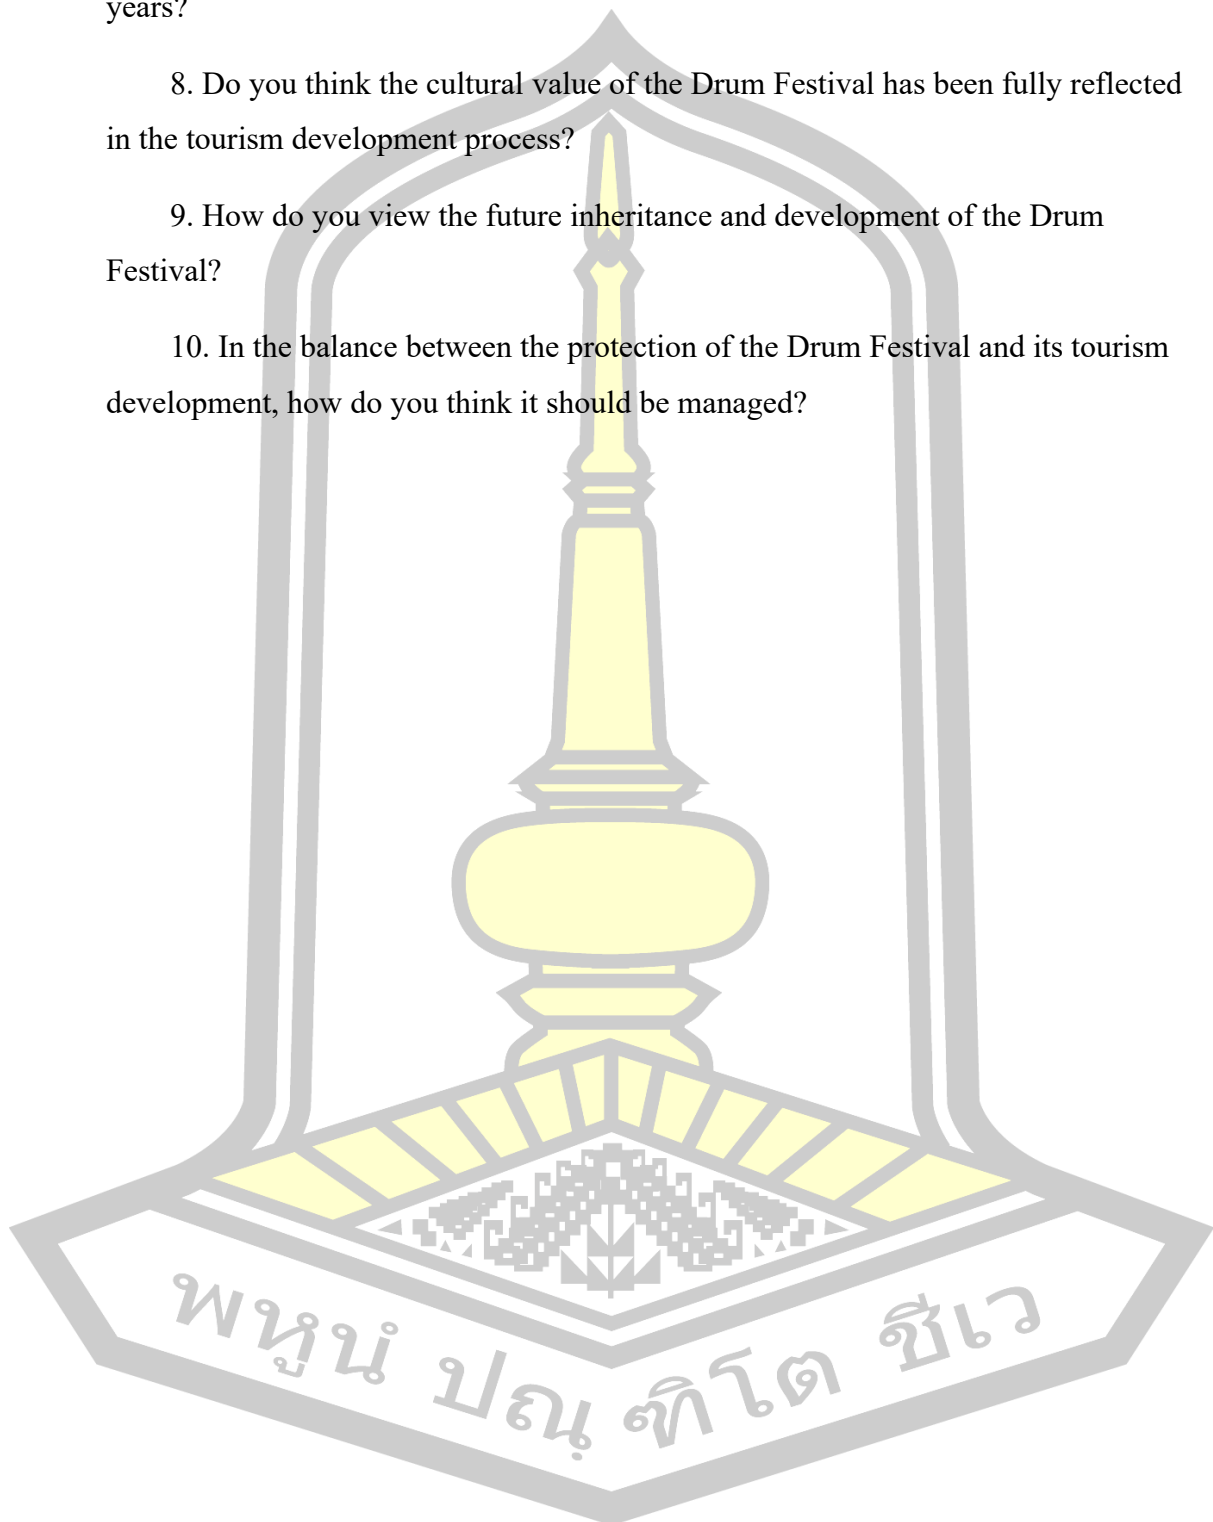 years?
8. Do you think the cultural value of the Drum Festival has been fully reflected
in the tourism development process?
9. How do you view the future inheritance and development of the Drum
Festival?
10. In the balance between the protection of the Drum Festival and its tourism
development, how do you think it should be managed?
พหูนํ ปณฺ ฑิโต ชีเว